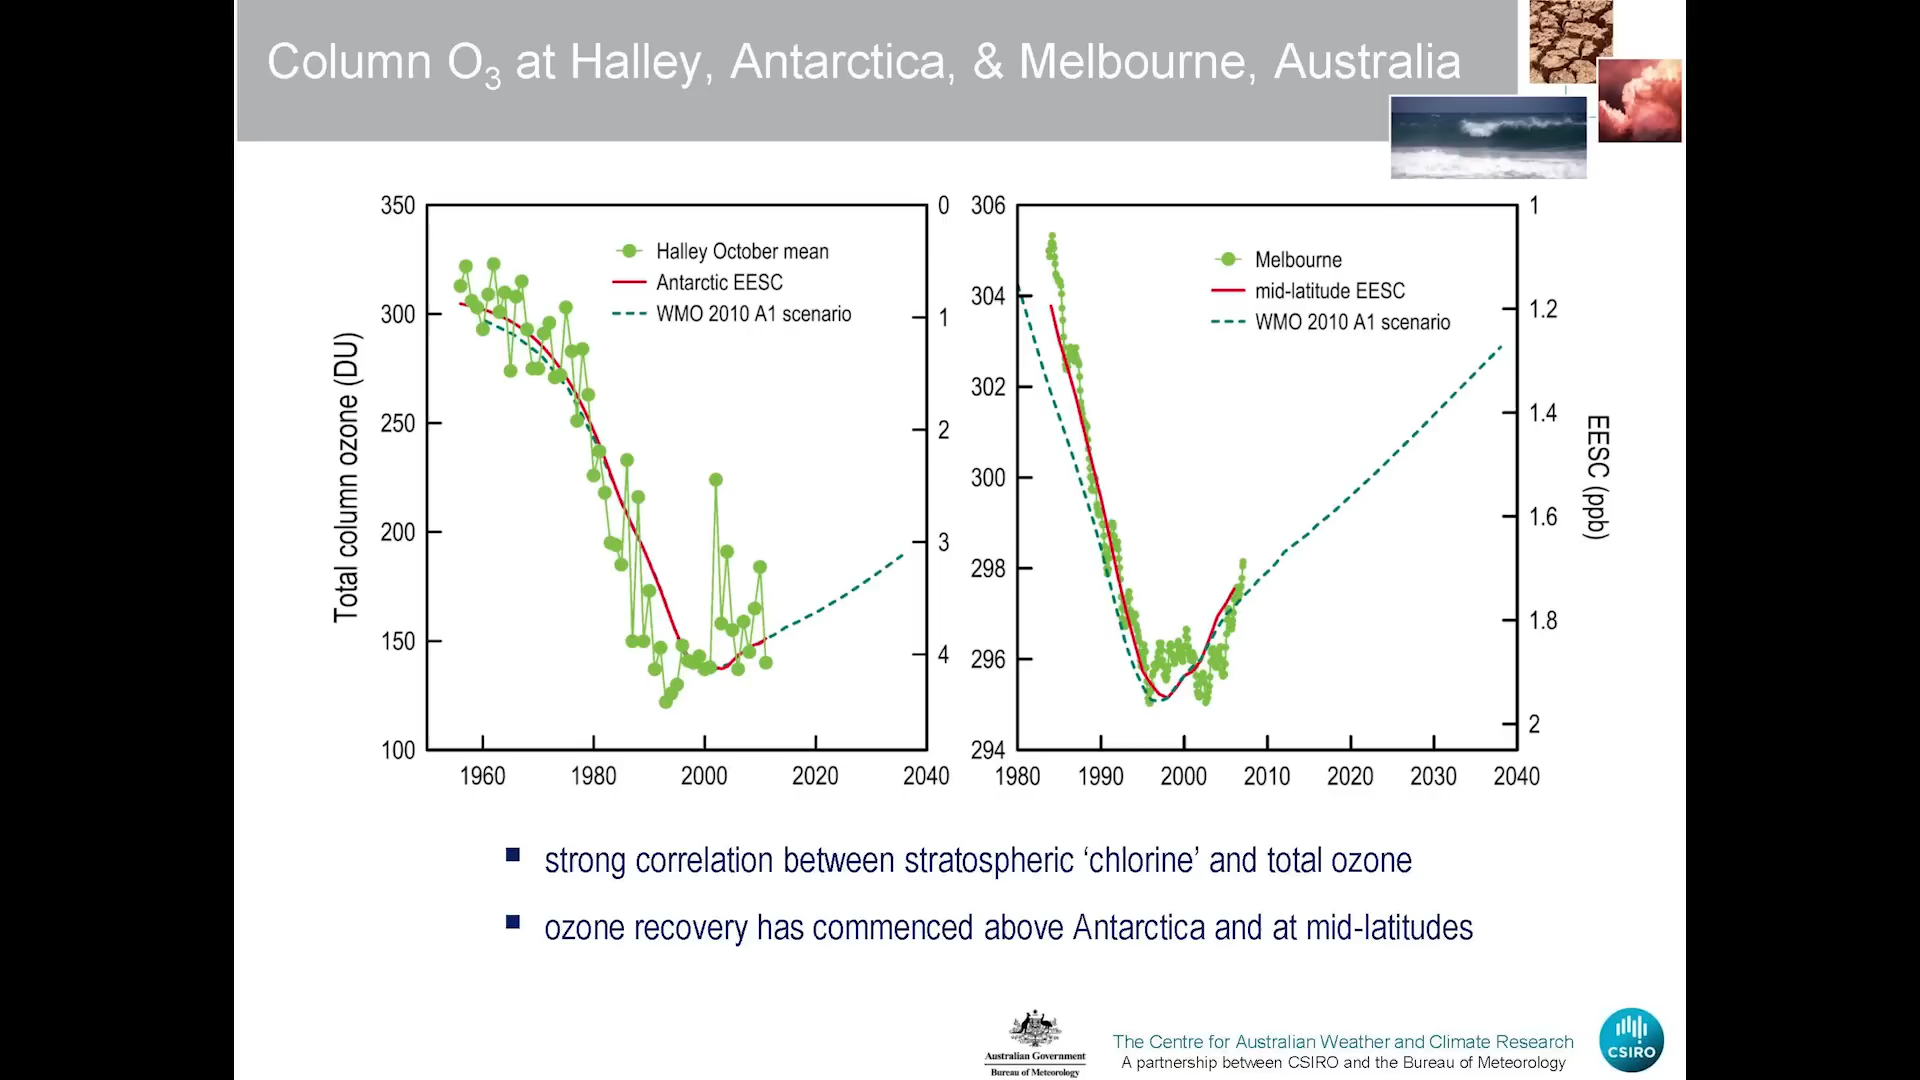 Column O3 at Halley, Antarctica, & Melbourne, Australia
350
300
250
200
150
100
Total column ozone (DU)
Halley October mean
Antarctic EESC
WMO 2010 A1 scenario
0
1
2
3
4
1960
1980
2000
2020
2040
306
304
302
300
298
296
294
Melbourne
mid-latitude EESC
WMO 2010 A1 scenario
1
1.2
1.4
1.6
1.8
2
EESC (ppb)
1980
1990
2000
2010
2020
2030
2040
strong correlation between stratospheric ‘chlorine’ and total ozone
ozone recovery has commenced above Antarctica and at mid-latitudes
Australian Government
Bureau of Meteorology
The Centre for Australian Weather and Climate Research
A partnership between CSIRO and the Bureau of Meteorology
CSIRO